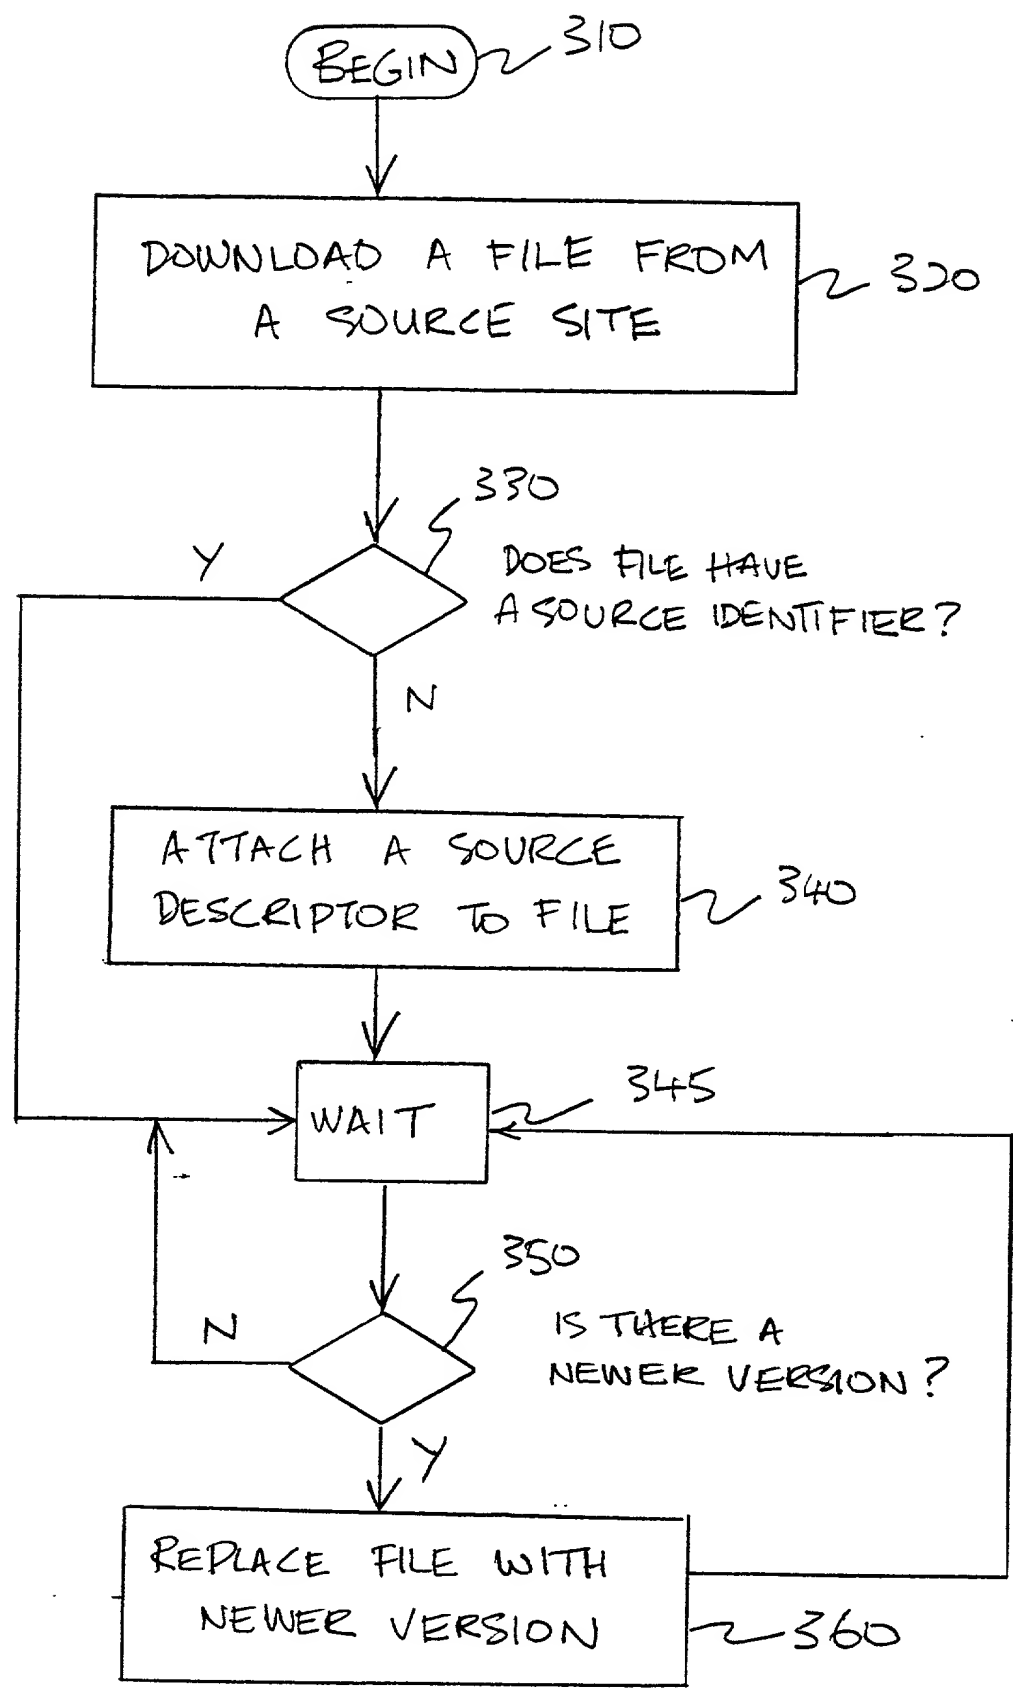 BEGIN
310
DOWNLOAD A FILE FROM
A SOURCE SITE
320
330
Y
DOES FILE HAVE
A SOURCE IDENTIFIER?
N
ATTACH A SOURCE
DESCRIPTOR TO FILE
340
WAIT
345
350
N
IS THERE A
NEWER VERSION?
Y
REPLACE FILE WITH
NEWER VERSION
360